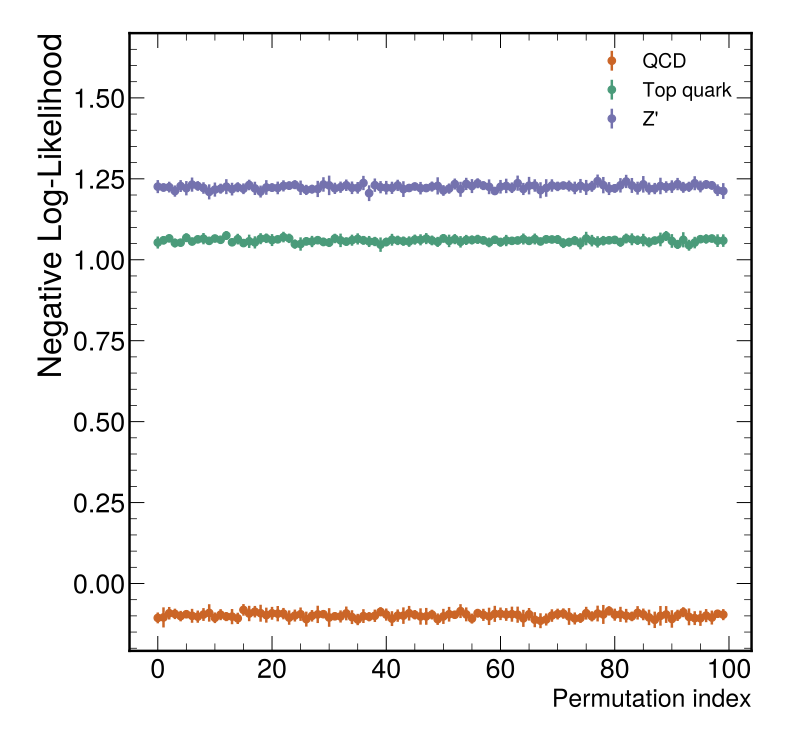 Negative Log-Likelihood
1.50
1.25
1.00
0.75
0.50
0.25
0.00
QCD
Top quark
Z'
0 20 40 60 80 100
Permutation index